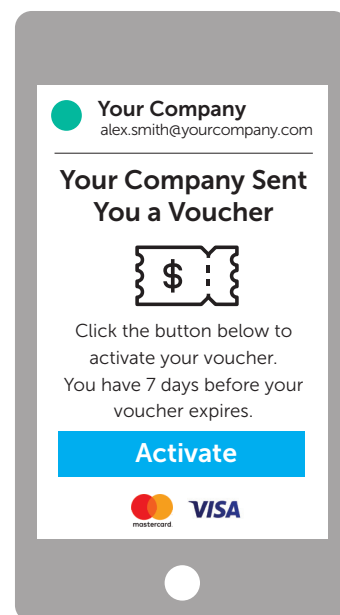 Your Company
alex.smith@yourcompany.com
Your Company Sent
You a Voucher
$
Click the button below to
activate your voucher.
You have 7 days before your
voucher expires.
Activate
mastercard VISA